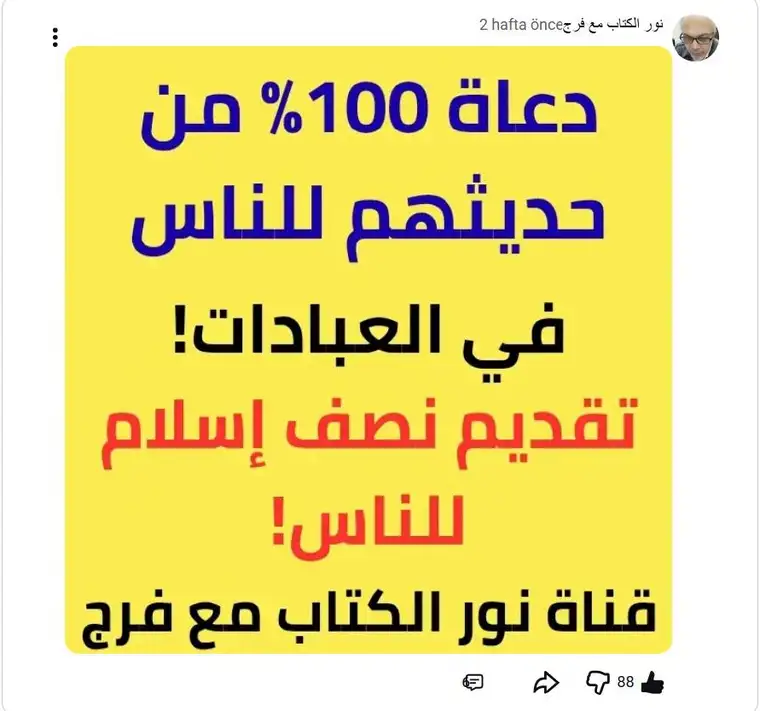 نور الكتاب مع فرج 2 hafta önce
دعاة 100% من
حديثهم للناس
في العبادات!
تقديم نصف إسلام
للناس!
قناة نور الكتاب مع فرج
88